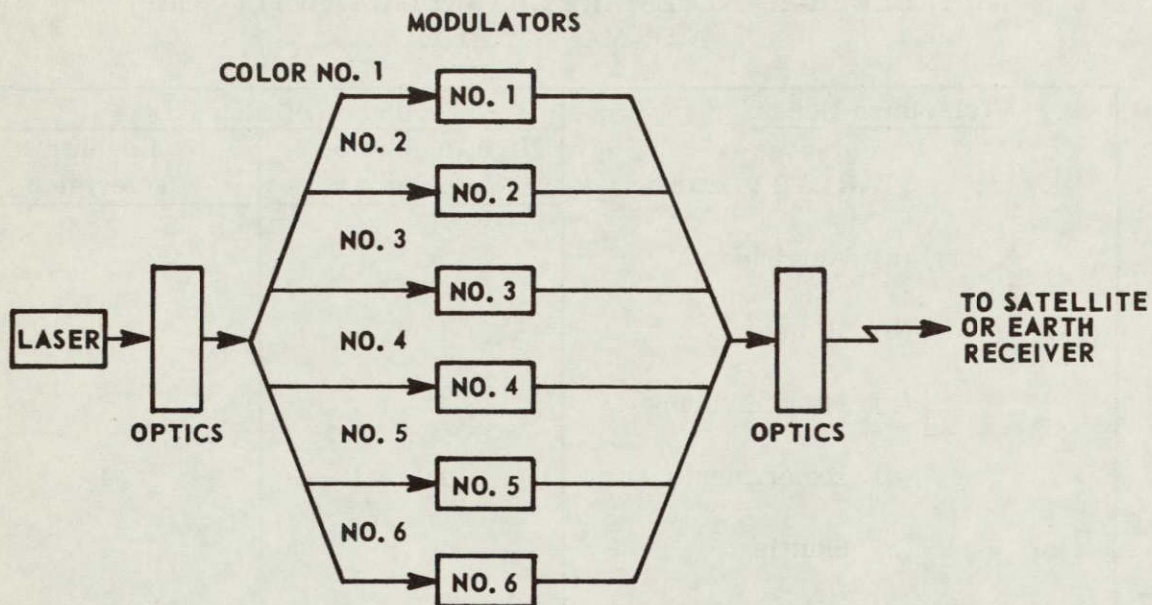 MODULATORS
COLOR NO. 1
NO. 1
NO. 2
NO. 2
NO. 3
NO. 3
NO. 4
NO. 4
NO. 5
NO. 5
NO. 6
NO. 6
LASER
OPTICS
OPTICS
TO SATELLITE
OR EARTH
RECEIVER